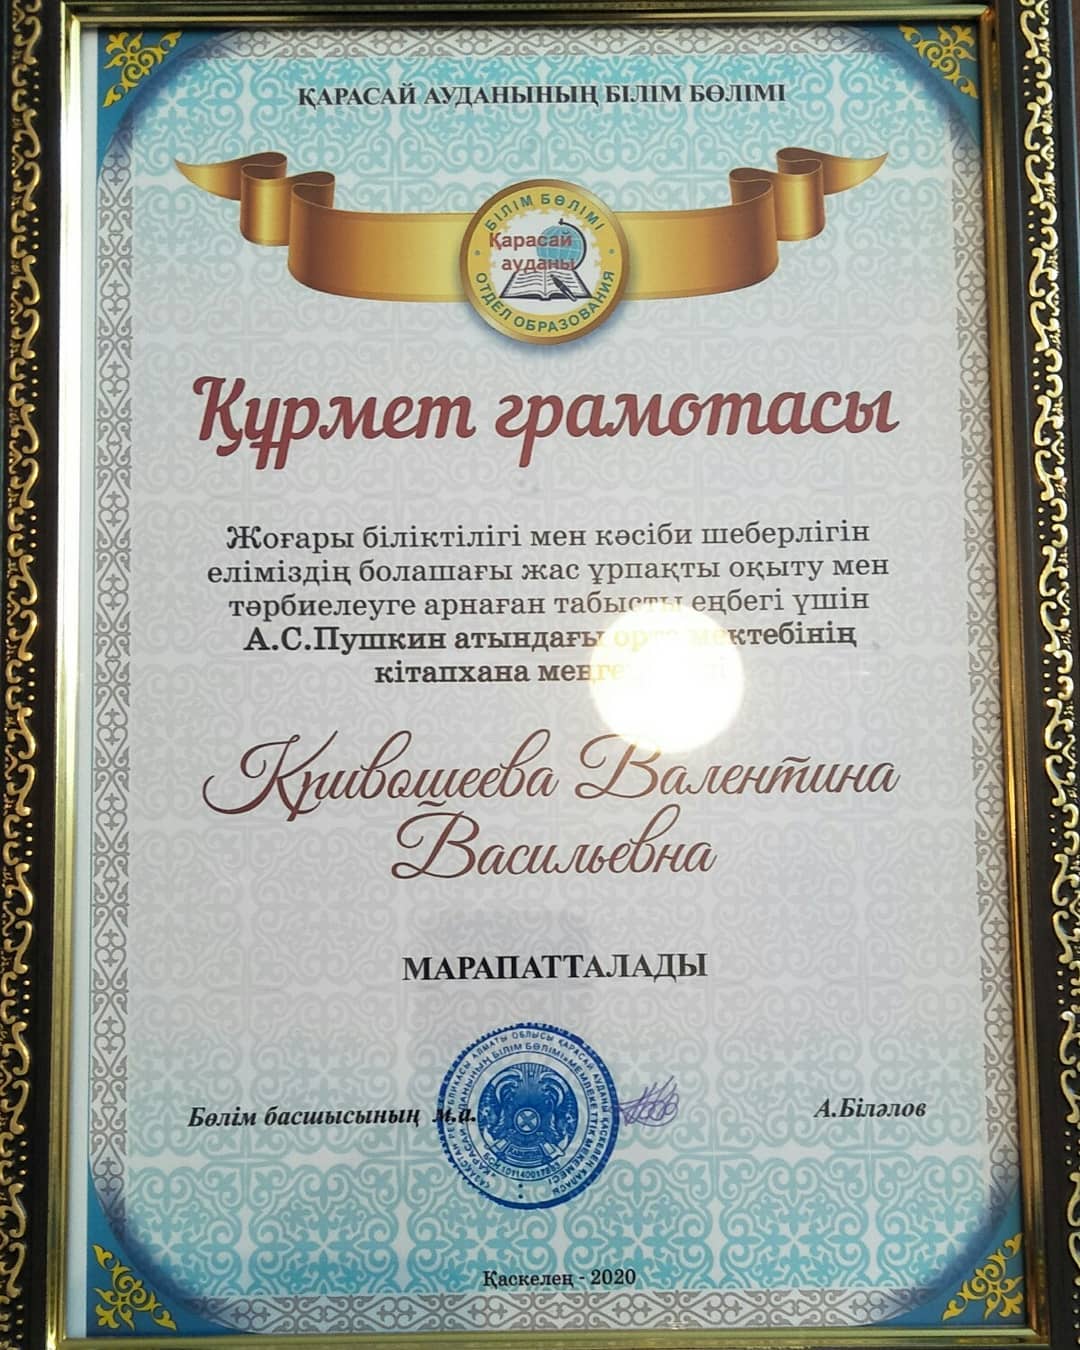 ҚАРАСАЙ АУДАНЫНЫҢ БІЛІМ БӨЛІМІ
БІЛІМ БӨЛІМІ
Қарасай
ауданы
ОТДЕЛ ОБРАЗОВАНИЯ
Құрмет грамотасы
Жоғары біліктілігі мен кәсіби шеберлігін
еліміздің болашағы жас ұрпақты оқыту мен
тәрбиелеуге арнаған табысты еңбегі үшін
А.С.Пушкин атындағы орта мектебінің
кітапхана
Кривошеева Валентина
Васильевна
МАРАПАТТАЛАДЫ
Бөлім басшысының м.а.
А.Біләлов
Қаскелең - 2020